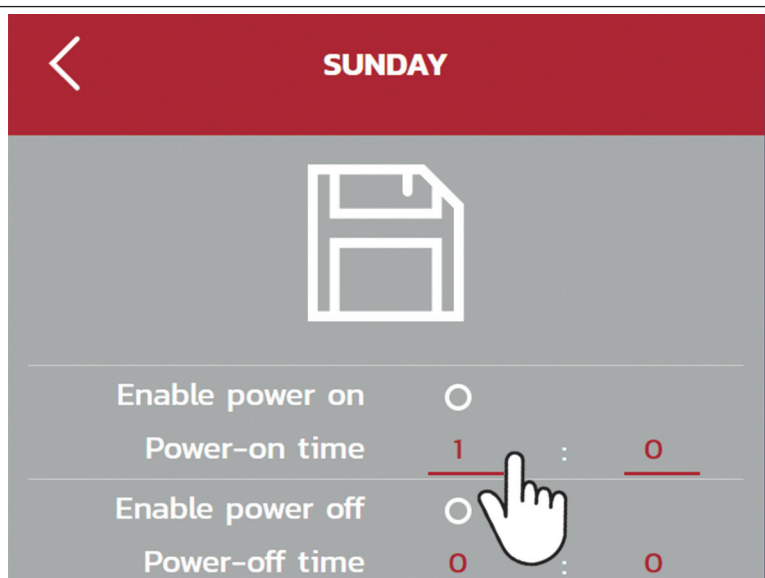 SUNDAY
Enable power on
Power-on time 1 : 0
Enable power off
Power-off time 0 : 0